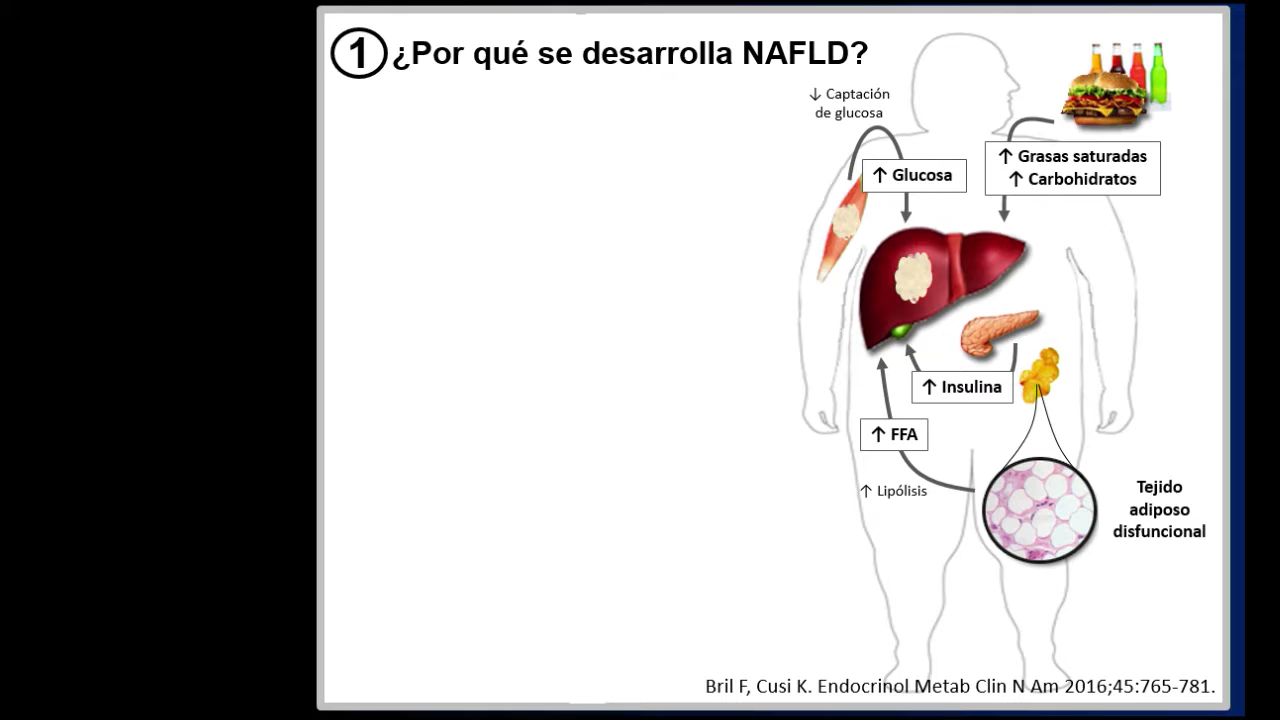 1 ¿Por qué se desarrolla NAFLD?
↓ Captación
de glucosa
↑ Glucosa
↑ Grasas saturadas
↑ Carbohidratos
↑ Insulina
↑ FFA
↑ Lipólisis
Tejido
adiposo
disfuncional
Bril F, Cusi K. Endocrinol Metab Clin N Am 2016;45:765-781.